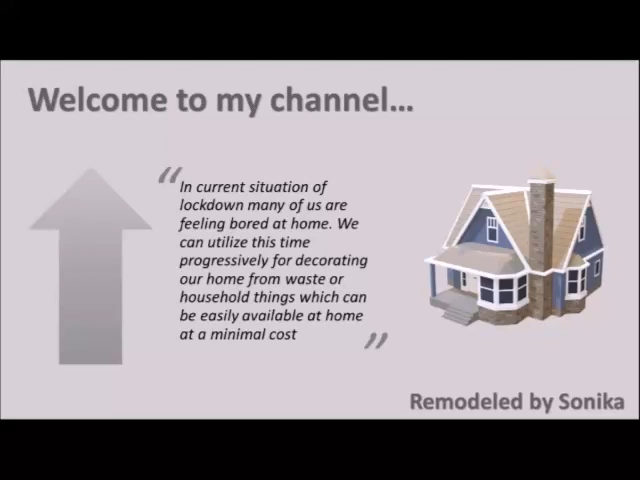 Welcome to my channel...
“
In current situation of
lockdown many of us are
feeling bored at home. We
can utilize this time
progressively for decorating
our home from waste or
household things which can
be easily available at home
at a minimal cost
”
Remodeled by Sonika